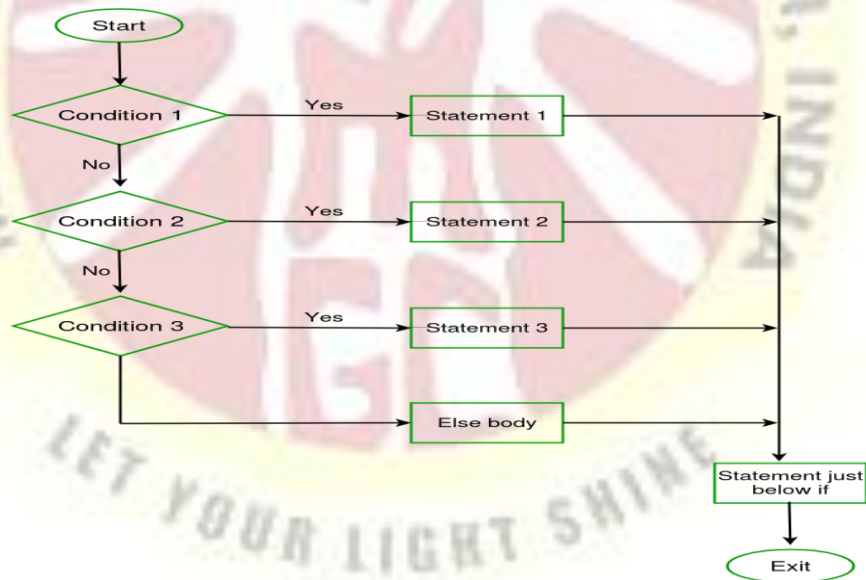 Start
Condition 1
Yes
Statement 1
No
Condition 2
Yes
Statement 2
No
Condition 3
Yes
Statement 3
Else body
Statement just
below if
Exit
INDIA
LET YOUR LIGHT SHINE